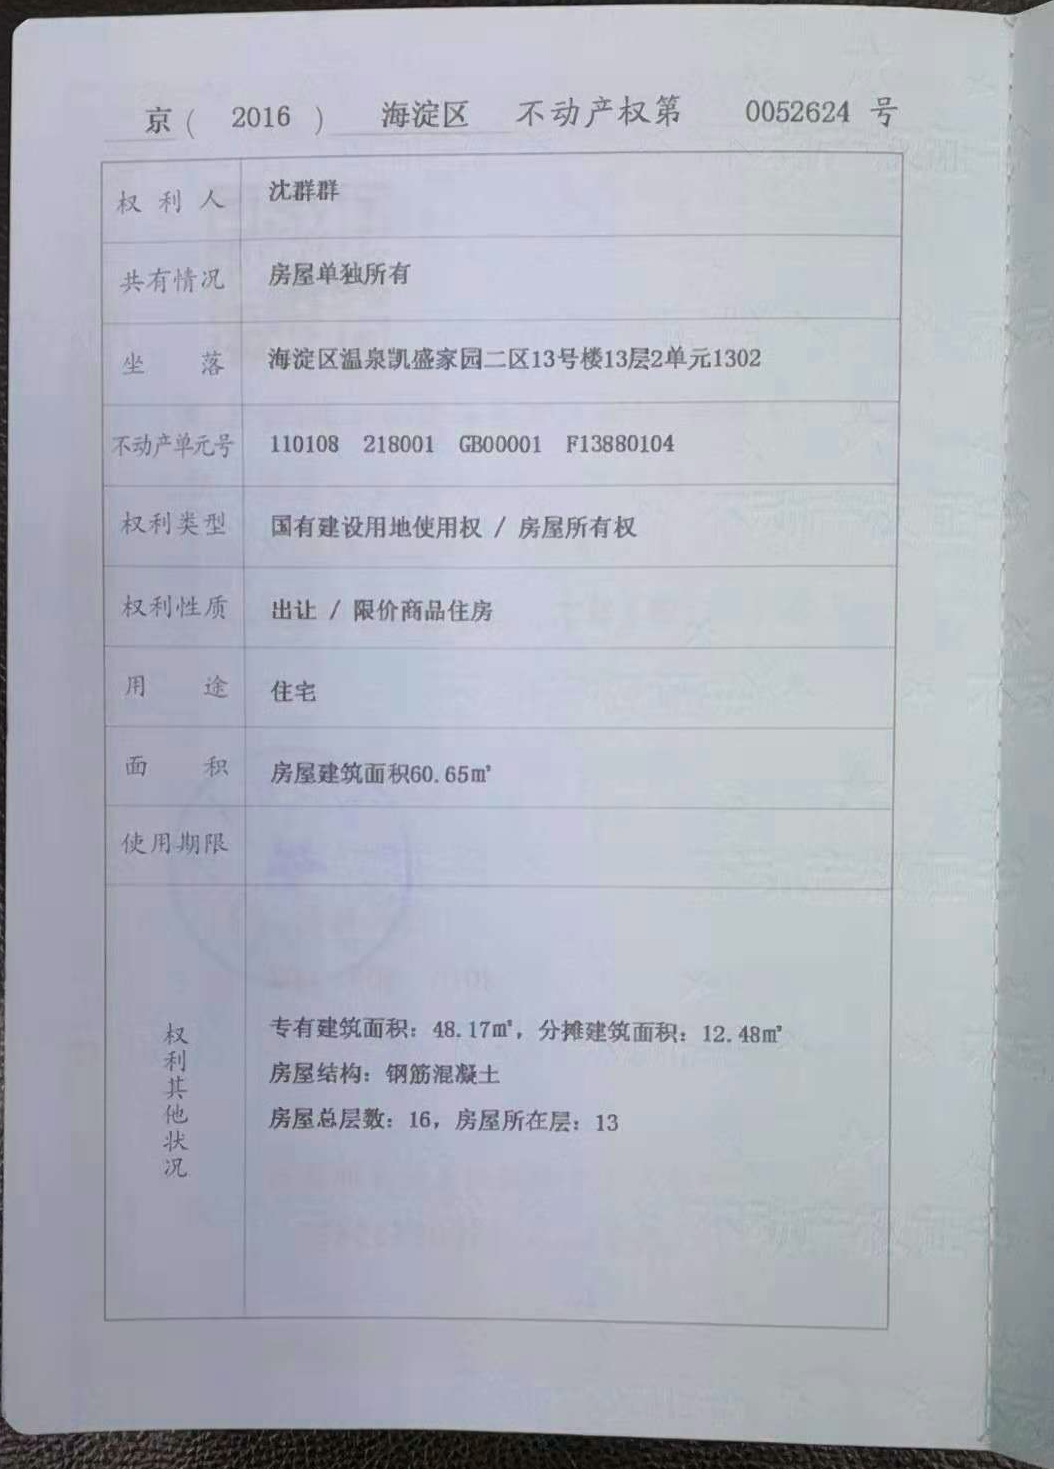 京（ 2016 ） 海淀区 不动产权第 0052624 号
权利人 沈群群
共有情况 房屋单独所有
坐落 海淀区温泉凯盛家园二区13号楼13层2单元1302
不动产单元号 110108 218001 GB00001 F13880104
权利类型 国有建设用地使用权 / 房屋所有权
权利性质 出让 / 限价商品住房
用途 住宅
面积 房屋建筑面积60.65㎡
使用期限
权利其他状况
专有建筑面积：48.17㎡，分摊建筑面积：12.48㎡
房屋结构：钢筋混凝土
房屋总层数：16，房屋所在层：13